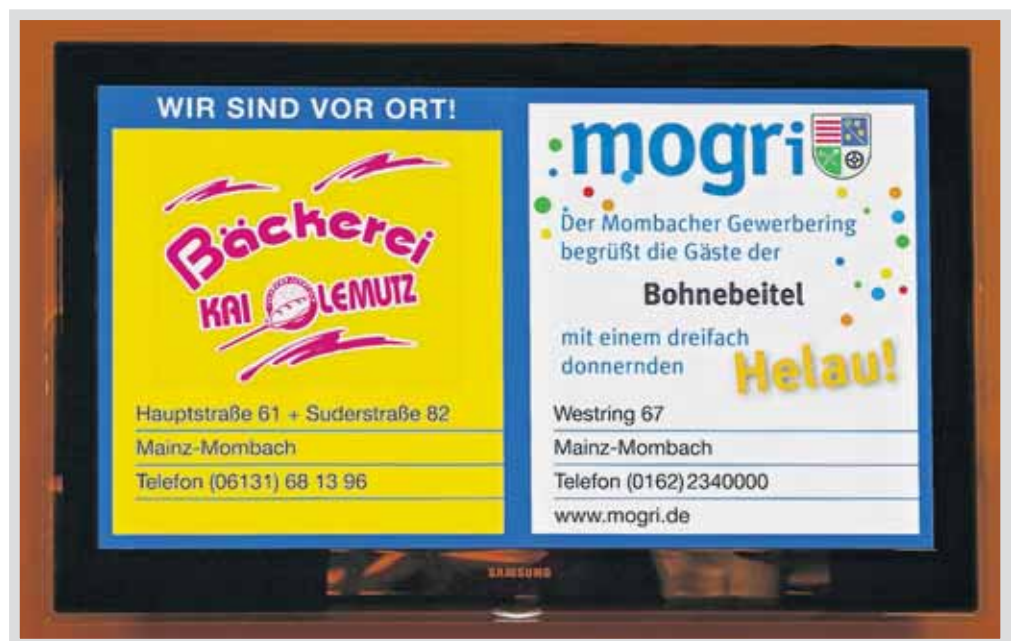 WIR SIND VOR ORT!
Bäckerei
KAI OLEMUTZ
Hauptstraße 61 + Suderstraße 82
Mainz-Mombach
Telefon (06131) 68 13 96
mogri
Der Mombacher Gewerbering
begrüßt die Gäste der
Bohnebeitel
mit einem dreifach
donnernden
Helau!
Westring 67
Mainz-Mombach
Telefon (0162) 2340000
www.mogri.de
SAMSUNG